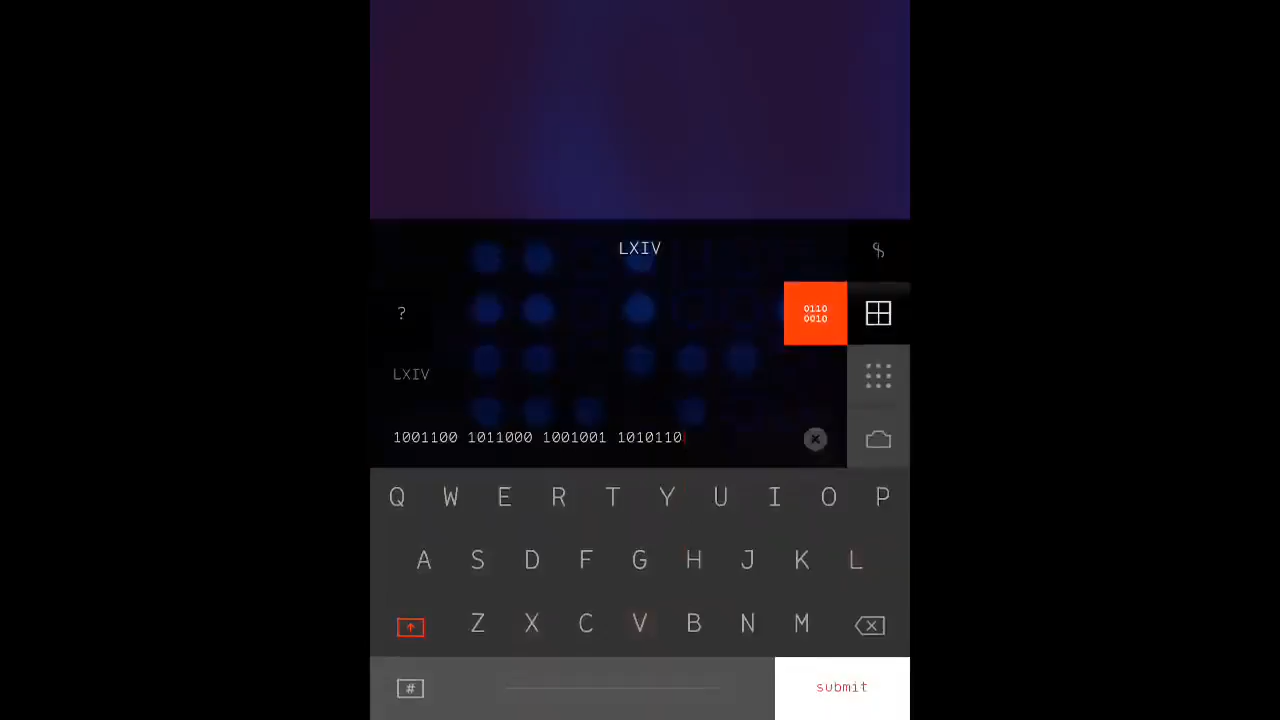 LXIV
?
0110
0010
LXIV
1001100 1011000 1001001 1010110
Q W E R T Y U I O P
A S D F G H J K L
Z X C V B N M
#
submit